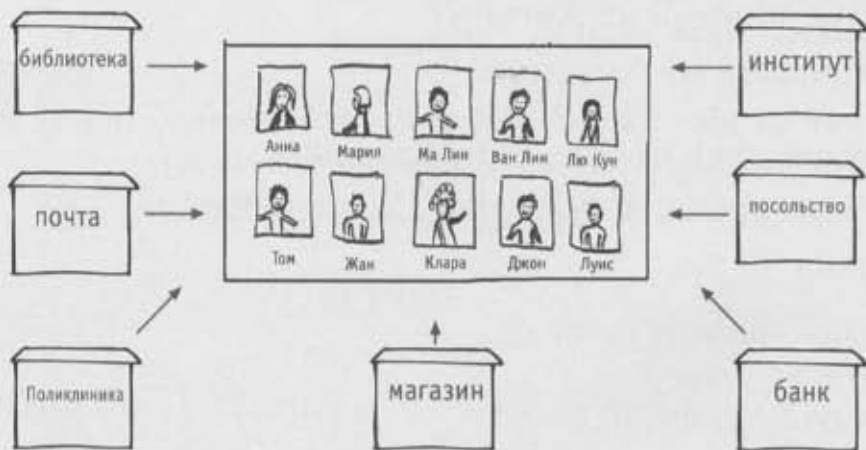 библиотека
институт
Анна
Мария
Ма Лин
Ван Лин
Лю Кун
почта
посольство
Том
Жан
Клара
Джон
Луис
Поликлиника
магазин
банк